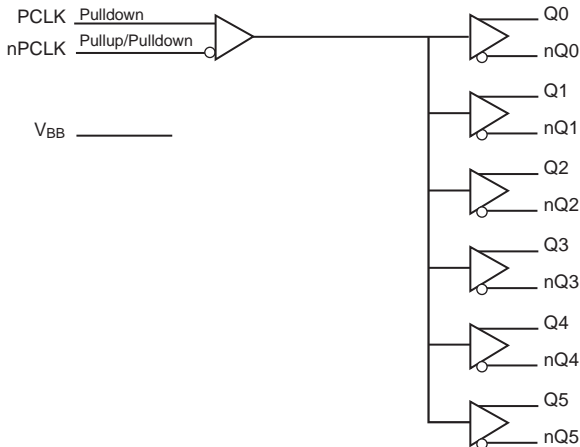 PCLK Pulldown
nPCLK Pullup/Pulldown
VBB
Q0
nQ0
Q1
nQ1
Q2
nQ2
Q3
nQ3
Q4
nQ4
Q5
nQ5